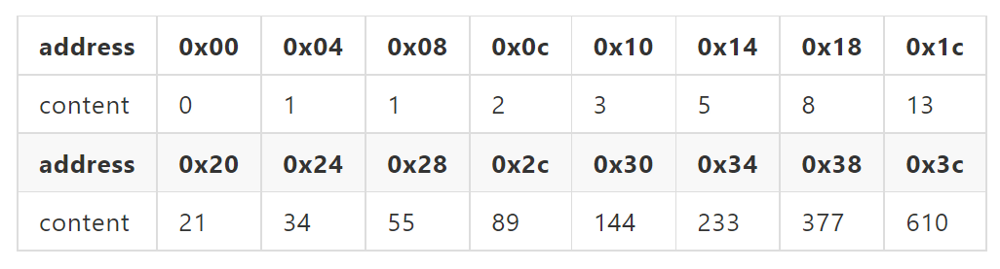 address 0x00 0x04 0x08 0x0c 0x10 0x14 0x18 0x1c
content 0 1 1 2 3 5 8 13
address 0x20 0x24 0x28 0x2c 0x30 0x34 0x38 0x3c
content 21 34 55 89 144 233 377 610